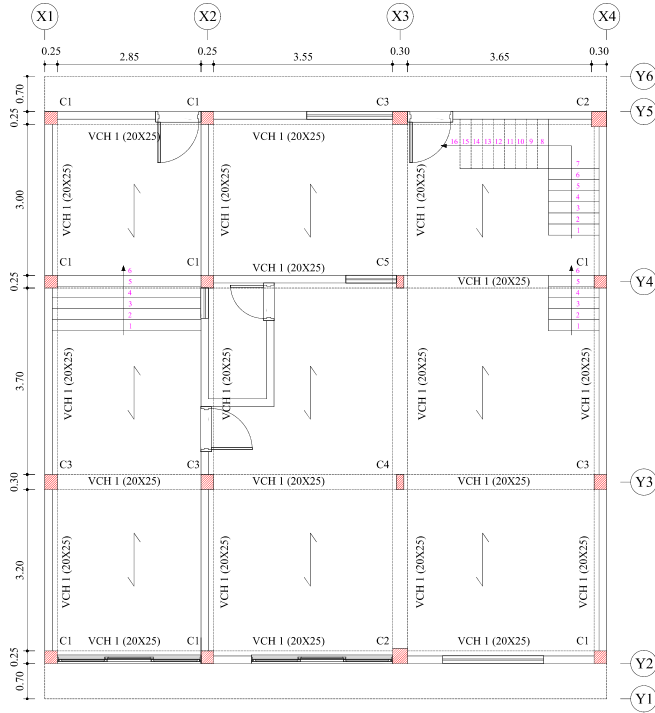 X1 X2 X3 X4
0.25 2.85 0.25 3.55 0.30 3.65 0.30
Y6
0.70
C1 C1 C3 C2
Y5
0.25
VCH 1 (20X25) VCH 1 (20X25)
16 15 14 13 12 11 10 9 8
7
6
5
4
3
2
1
3.00
VCH 1 (20X25) VCH 1 (20X25) VCH 1 (20X25)
C1 C1 C5 C1
VCH 1 (20X25) VCH 1 (20X25)
Y4
0.25
6
5
4
3
2
1
6
5
4
3
2
1
3.70
VCH 1 (20X25) VCH 1 (20X25) VCH 1 (20X25)
C3 C3 C4 C3
VCH 1 (20X25) VCH 1 (20X25) VCH 1 (20X25)
Y3
0.30
3.20
VCH 1 (20X25) VCH 1 (20X25) VCH 1 (20X25)
C1 VCH 1 (20X25) C1 VCH 1 (20X25) C2 VCH 1 (20X25) C1
Y2
0.25
0.70
Y1